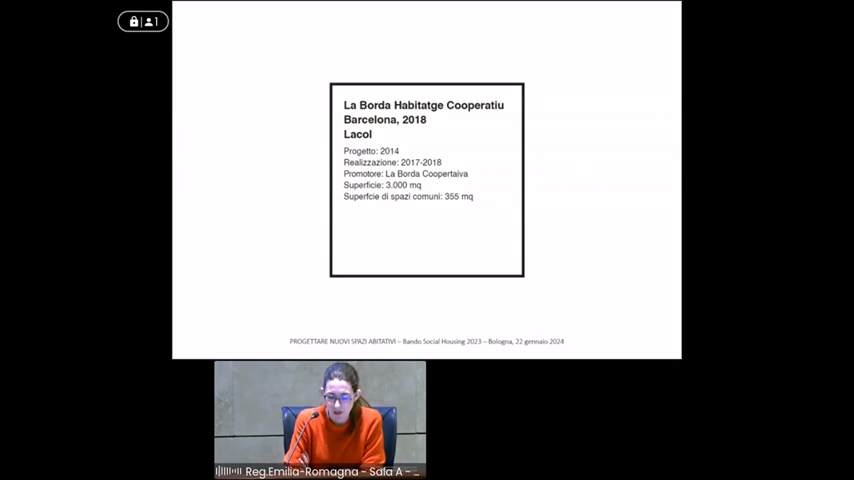 1
La Borda Habitatge Cooperatiu
Barcelona, 2018
Lacol
Progetto: 2014
Realizzazione: 2017-2018
Promotore: La Borda Coopertaiva
Superficie: 3.000 mq
Superfcie di spazi comuni: 355 mq
PROGETTARE NUOVI SPAZI ABITATIVI – Bando Social Housing 2023 – Bologna, 22 gennaio 2024
Reg.Emilia-Romagna - Sala A - ...